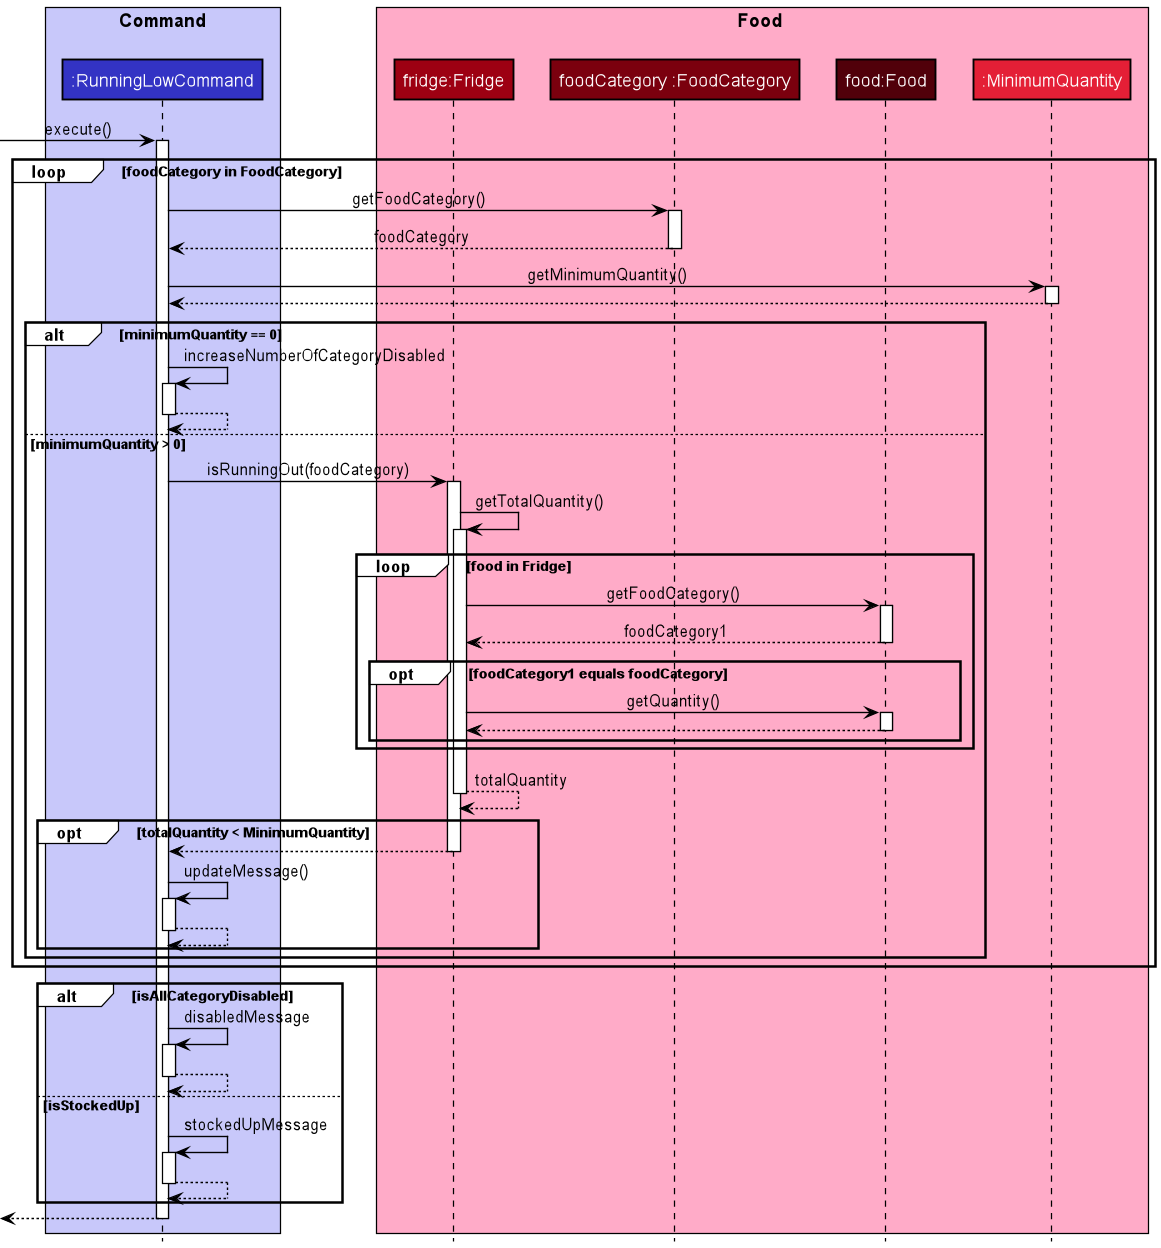 Command
Food
:RunningLowCommand
fridge:Fridge
foodCategory :FoodCategory
food:Food
:MinimumQuantity
execute()
loop
[foodCategory in FoodCategory]
getFoodCategory()
foodCategory
getMinimumQuantity()
alt
[minimumQuantity == 0]
increaseNumberOfCategoryDisabled
[minimumQuantity > 0]
isRunningOut(foodCategory)
getTotalQuantity()
loop
[food in Fridge]
getFoodCategory()
foodCategory1
opt
[foodCategory1 equals foodCategory]
getQuantity()
totalQuantity
opt
[totalQuantity < MinimumQuantity]
updateMessage()
alt
[isAllCategoryDisabled]
disabledMessage
[isStockedUp]
stockedUpMessage